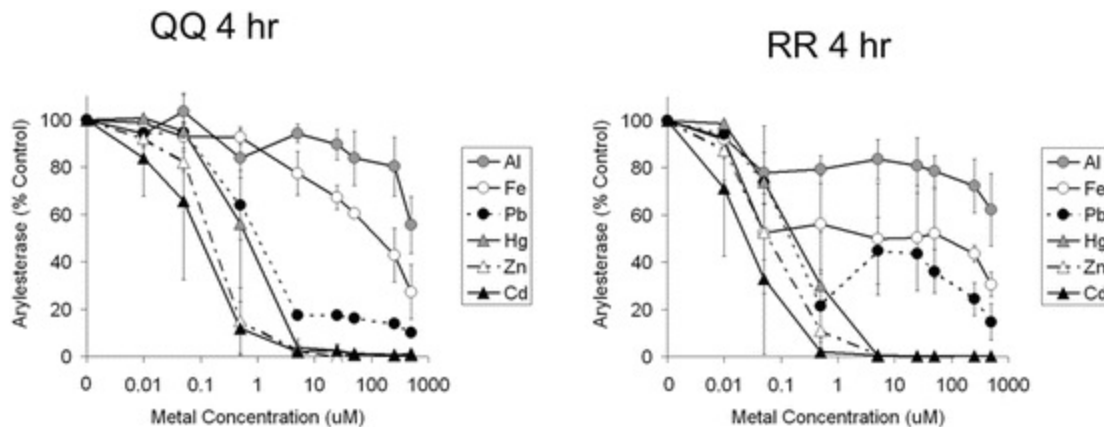 QQ 4 hr
Arylesterase (% Control)
100
80
60
40
20
0
0 0.01 0.1 1 10 100 1000
Metal Concentration (uM)
Al
Fe
Pb
Hg
Zn
Cd
RR 4 hr
Arylesterase (% Control)
100
80
60
40
20
0
0 0.01 0.1 1 10 100 1000
Metal Concentration (uM)
Al
Fe
Pb
Hg
Zn
Cd